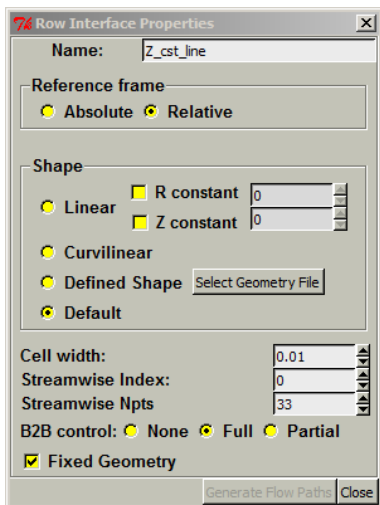 Row Interface Properties
Name: Z_cst_line
Reference frame
Absolute Relative
Shape
Linear R constant 0
Z constant 0
Curvilinear
Defined Shape Select Geometry File
Default
Cell width: 0.01
Streamwise Index: 0
Streamwise Npts 33
B2B control: None Full Partial
Fixed Geometry
Generate Flow Paths Close